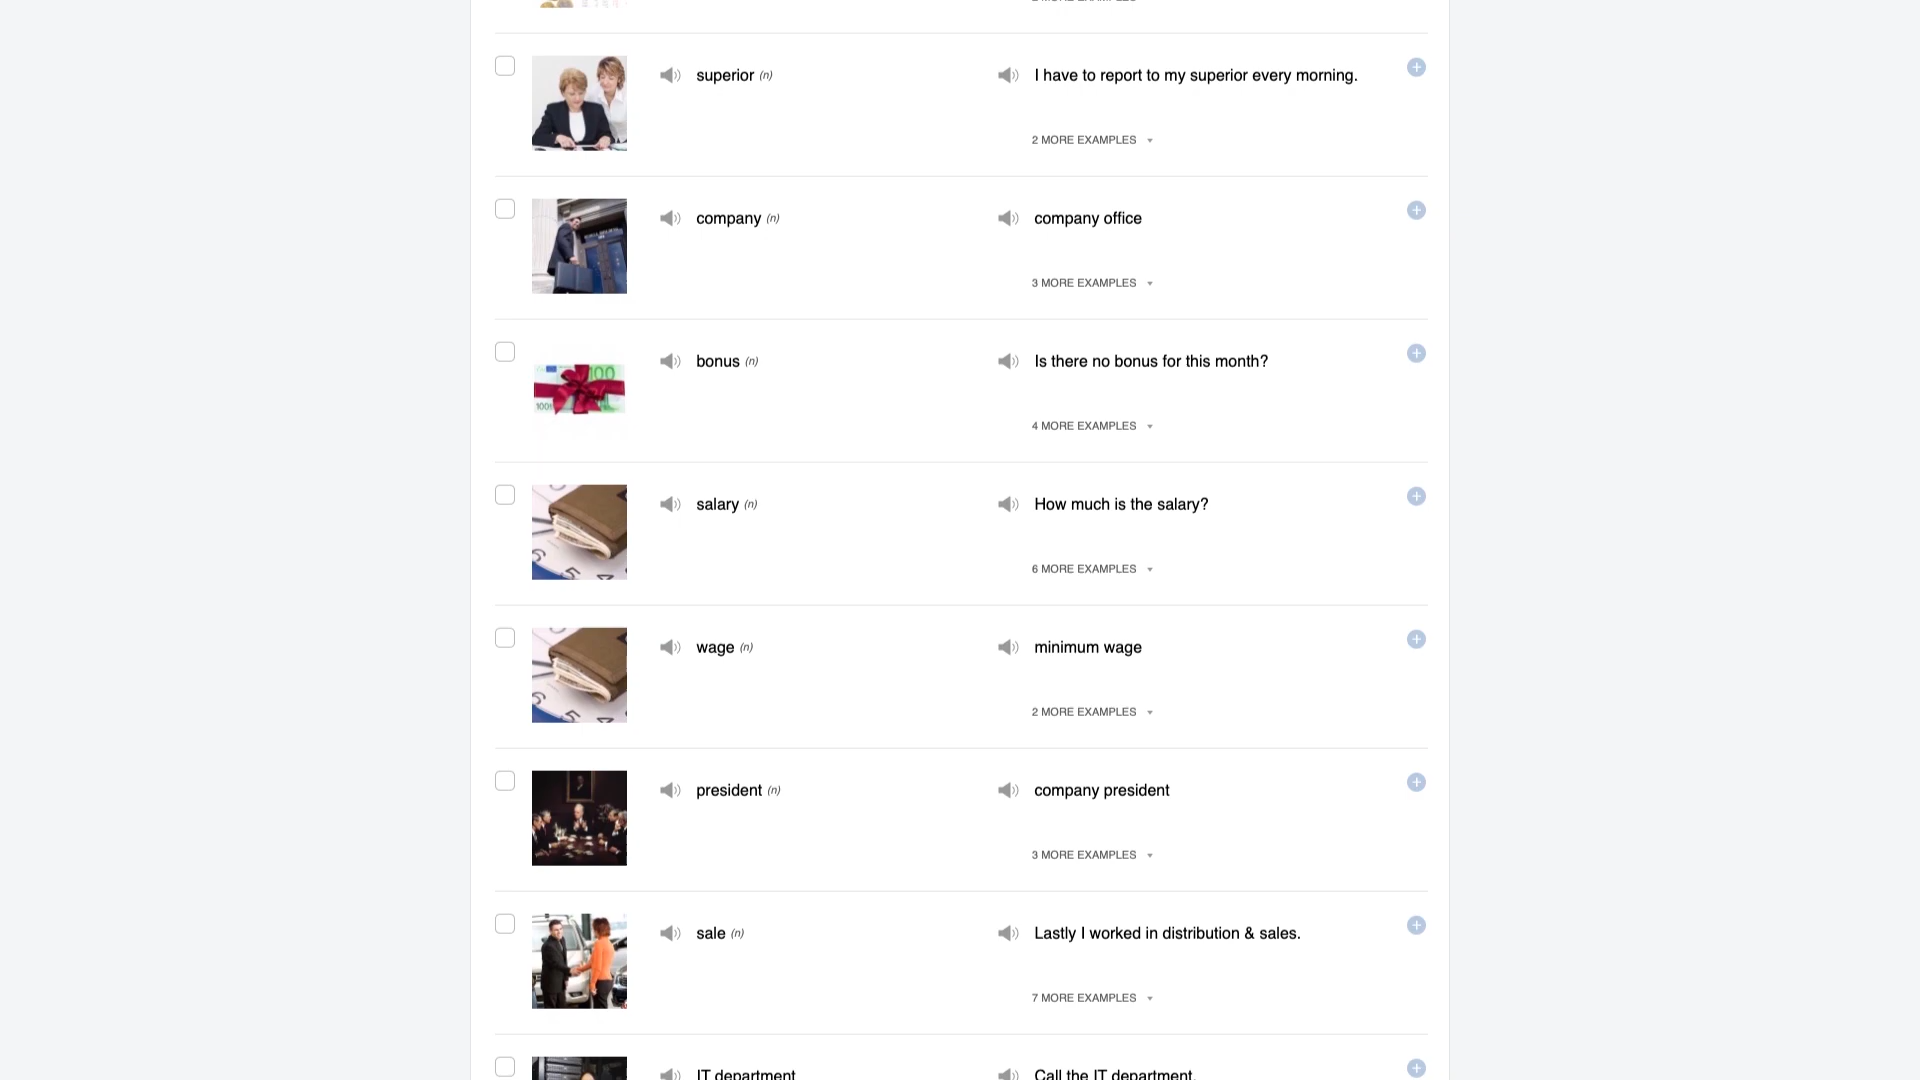 superior (n)
I have to report to my superior every morning.
2 MORE EXAMPLES
company (n)
company office
3 MORE EXAMPLES
bonus (n)
Is there no bonus for this month?
4 MORE EXAMPLES
100
100
salary (n)
How much is the salary?
6 MORE EXAMPLES
wage (n)
minimum wage
2 MORE EXAMPLES
president (n)
company president
3 MORE EXAMPLES
sale (n)
Lastly I worked in distribution & sales.
7 MORE EXAMPLES
IT department
Call the IT department.